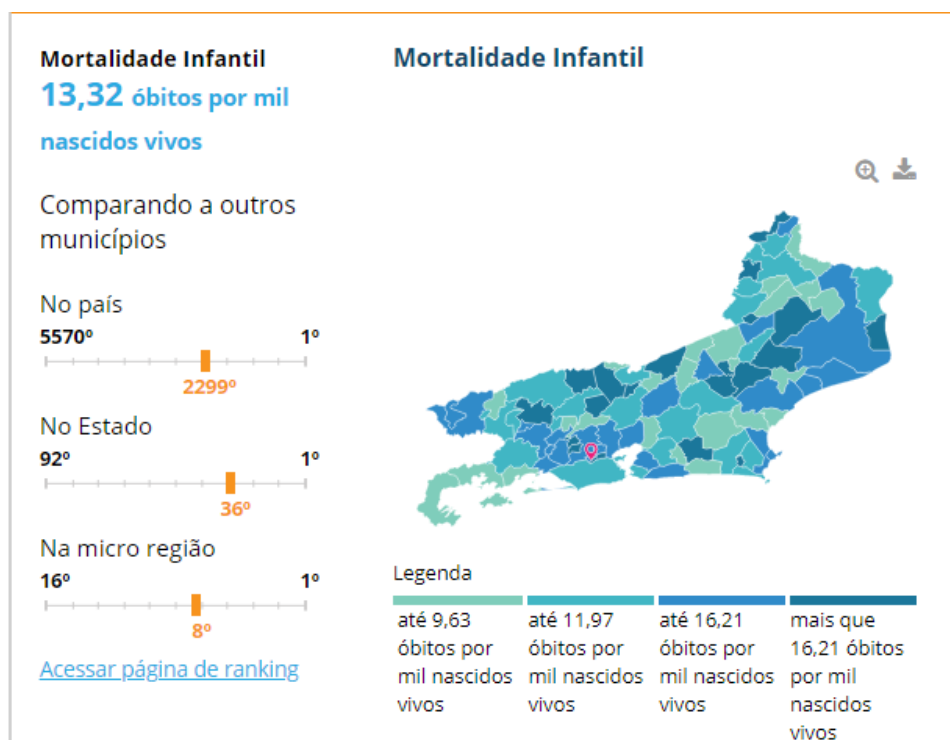 Mortalidade Infantil
13,32 óbitos por mil
nascidos vivos
Comparando a outros
municípios
No país
5570º 1º
2299º
No Estado
92º 1º
36º
Na micro região
16º 1º
8º
Acessar página de ranking
Mortalidade Infantil
Legenda
até 9,63
óbitos por
mil nascidos
vivos
até 11,97
óbitos por
mil nascidos
vivos
até 16,21
óbitos por
mil nascidos
vivos
mais que
16,21 óbitos
por mil
nascidos
vivos